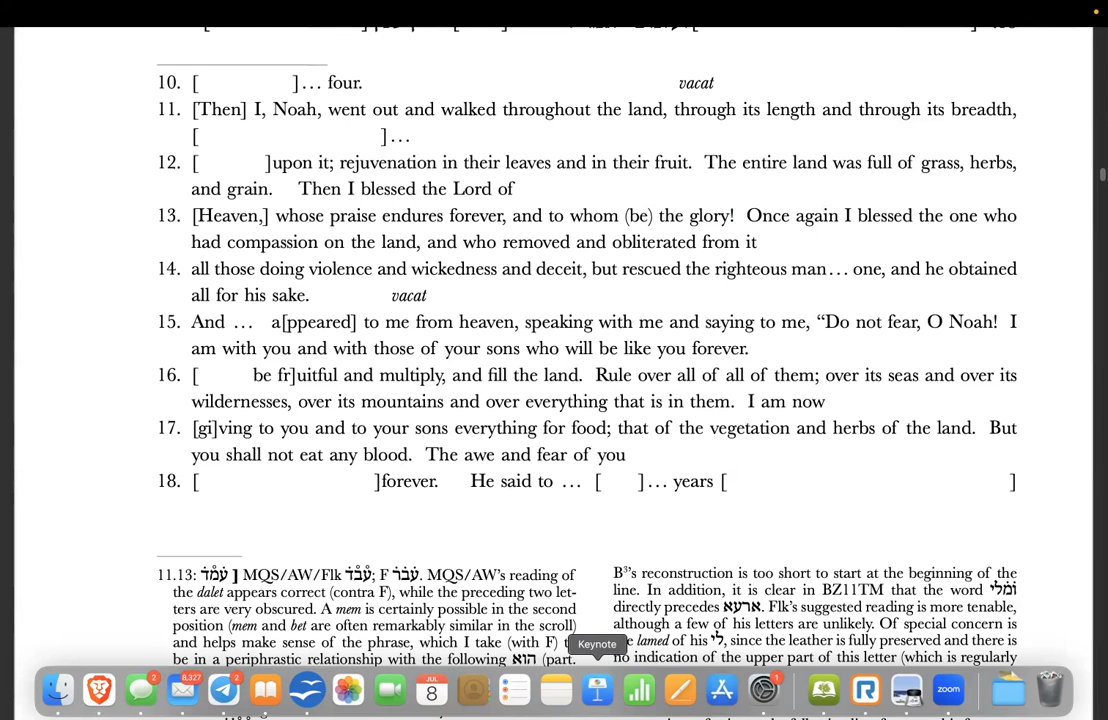 10. [ ]… four. vacat
11. [Then] I, Noah, went out and walked throughout the land, through its length and through its breadth,
[ ]…
12. [ ]upon it; rejuvenation in their leaves and in their fruit. The entire land was full of grass, herbs,
and grain. Then I blessed the Lord of
13. [Heaven,] whose praise endures forever, and to whom (be) the glory! Once again I blessed the one who
had compassion on the land, and who removed and obliterated from it
14. all those doing violence and wickedness and deceit, but rescued the righteous man… one, and he obtained
all for his sake. vacat
15. And … a[ppeared] to me from heaven, speaking with me and saying to me, “Do not fear, O Noah! I
am with you and with those of your sons who will be like you forever.
16. [ be fr]uitful and multiply, and fill the land. Rule over all of all of them; over its seas and over its
wildernesses, over its mountains and over everything that is in them. I am now
17. [gi]ving to you and to your sons everything for food; that of the vegetation and herbs of the land. But
you shall not eat any blood. The awe and fear of you
18. [ ]forever. He said to … [ ]… years [ ]
11.13: ] MQS/AW/Flk ; F . MQS/AW’s reading of
the dalet appears correct (contra F), while the preceding two let-
ters are very obscured. A mem is certainly possible in the second
position (mem and bet are often remarkably similar in the scroll)
and helps make sense of the phrase, which I take (with F)
be in a periphrastic relationship with the following הוא (part.
B³’s reconstruction is too short to start at the beginning of the
line. In addition, it is clear in BZ11TM that the word
directly precedes ארעא. Flk’s suggested reading is more tenable,
although a few of his letters are unlikely. Of special concern is
lamed of his לי, since the leather is fully preserved and there is
no indication of the upper part of this letter (which is regularly
Keynote
2
8,327
2
JUL
8
1
zoom